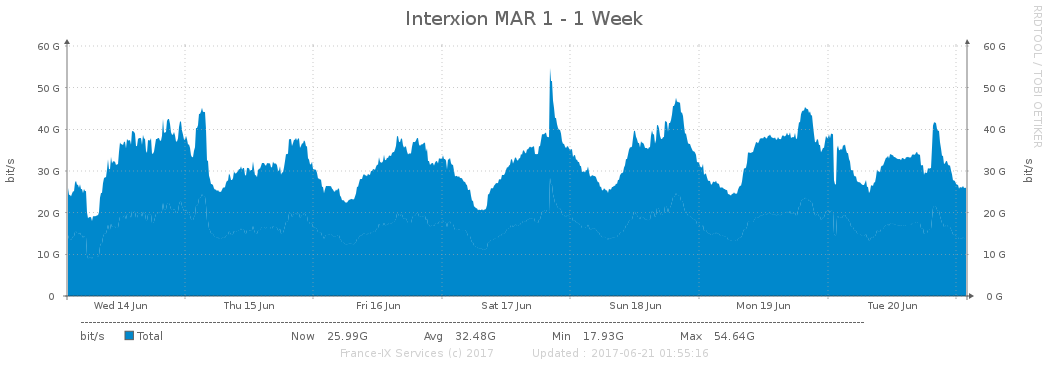 Interxion MAR 1 - 1 Week
RRDTOOL / TOBI OETIKER
60 G 60 G
50 G 50 G
40 G 40 G
30 G 30 G
20 G 20 G
10 G 10 G
0 0 G
bit/s
bit/s
Wed 14 Jun Thu 15 Jun Fri 16 Jun Sat 17 Jun Sun 18 Jun Mon 19 Jun Tue 20 Jun
bit/s Total Now 25.99G Avg 32.48G Min 17.93G Max 54.64G
France-IX Services (c) 2017 Updated : 2017-06-21 01:55:16